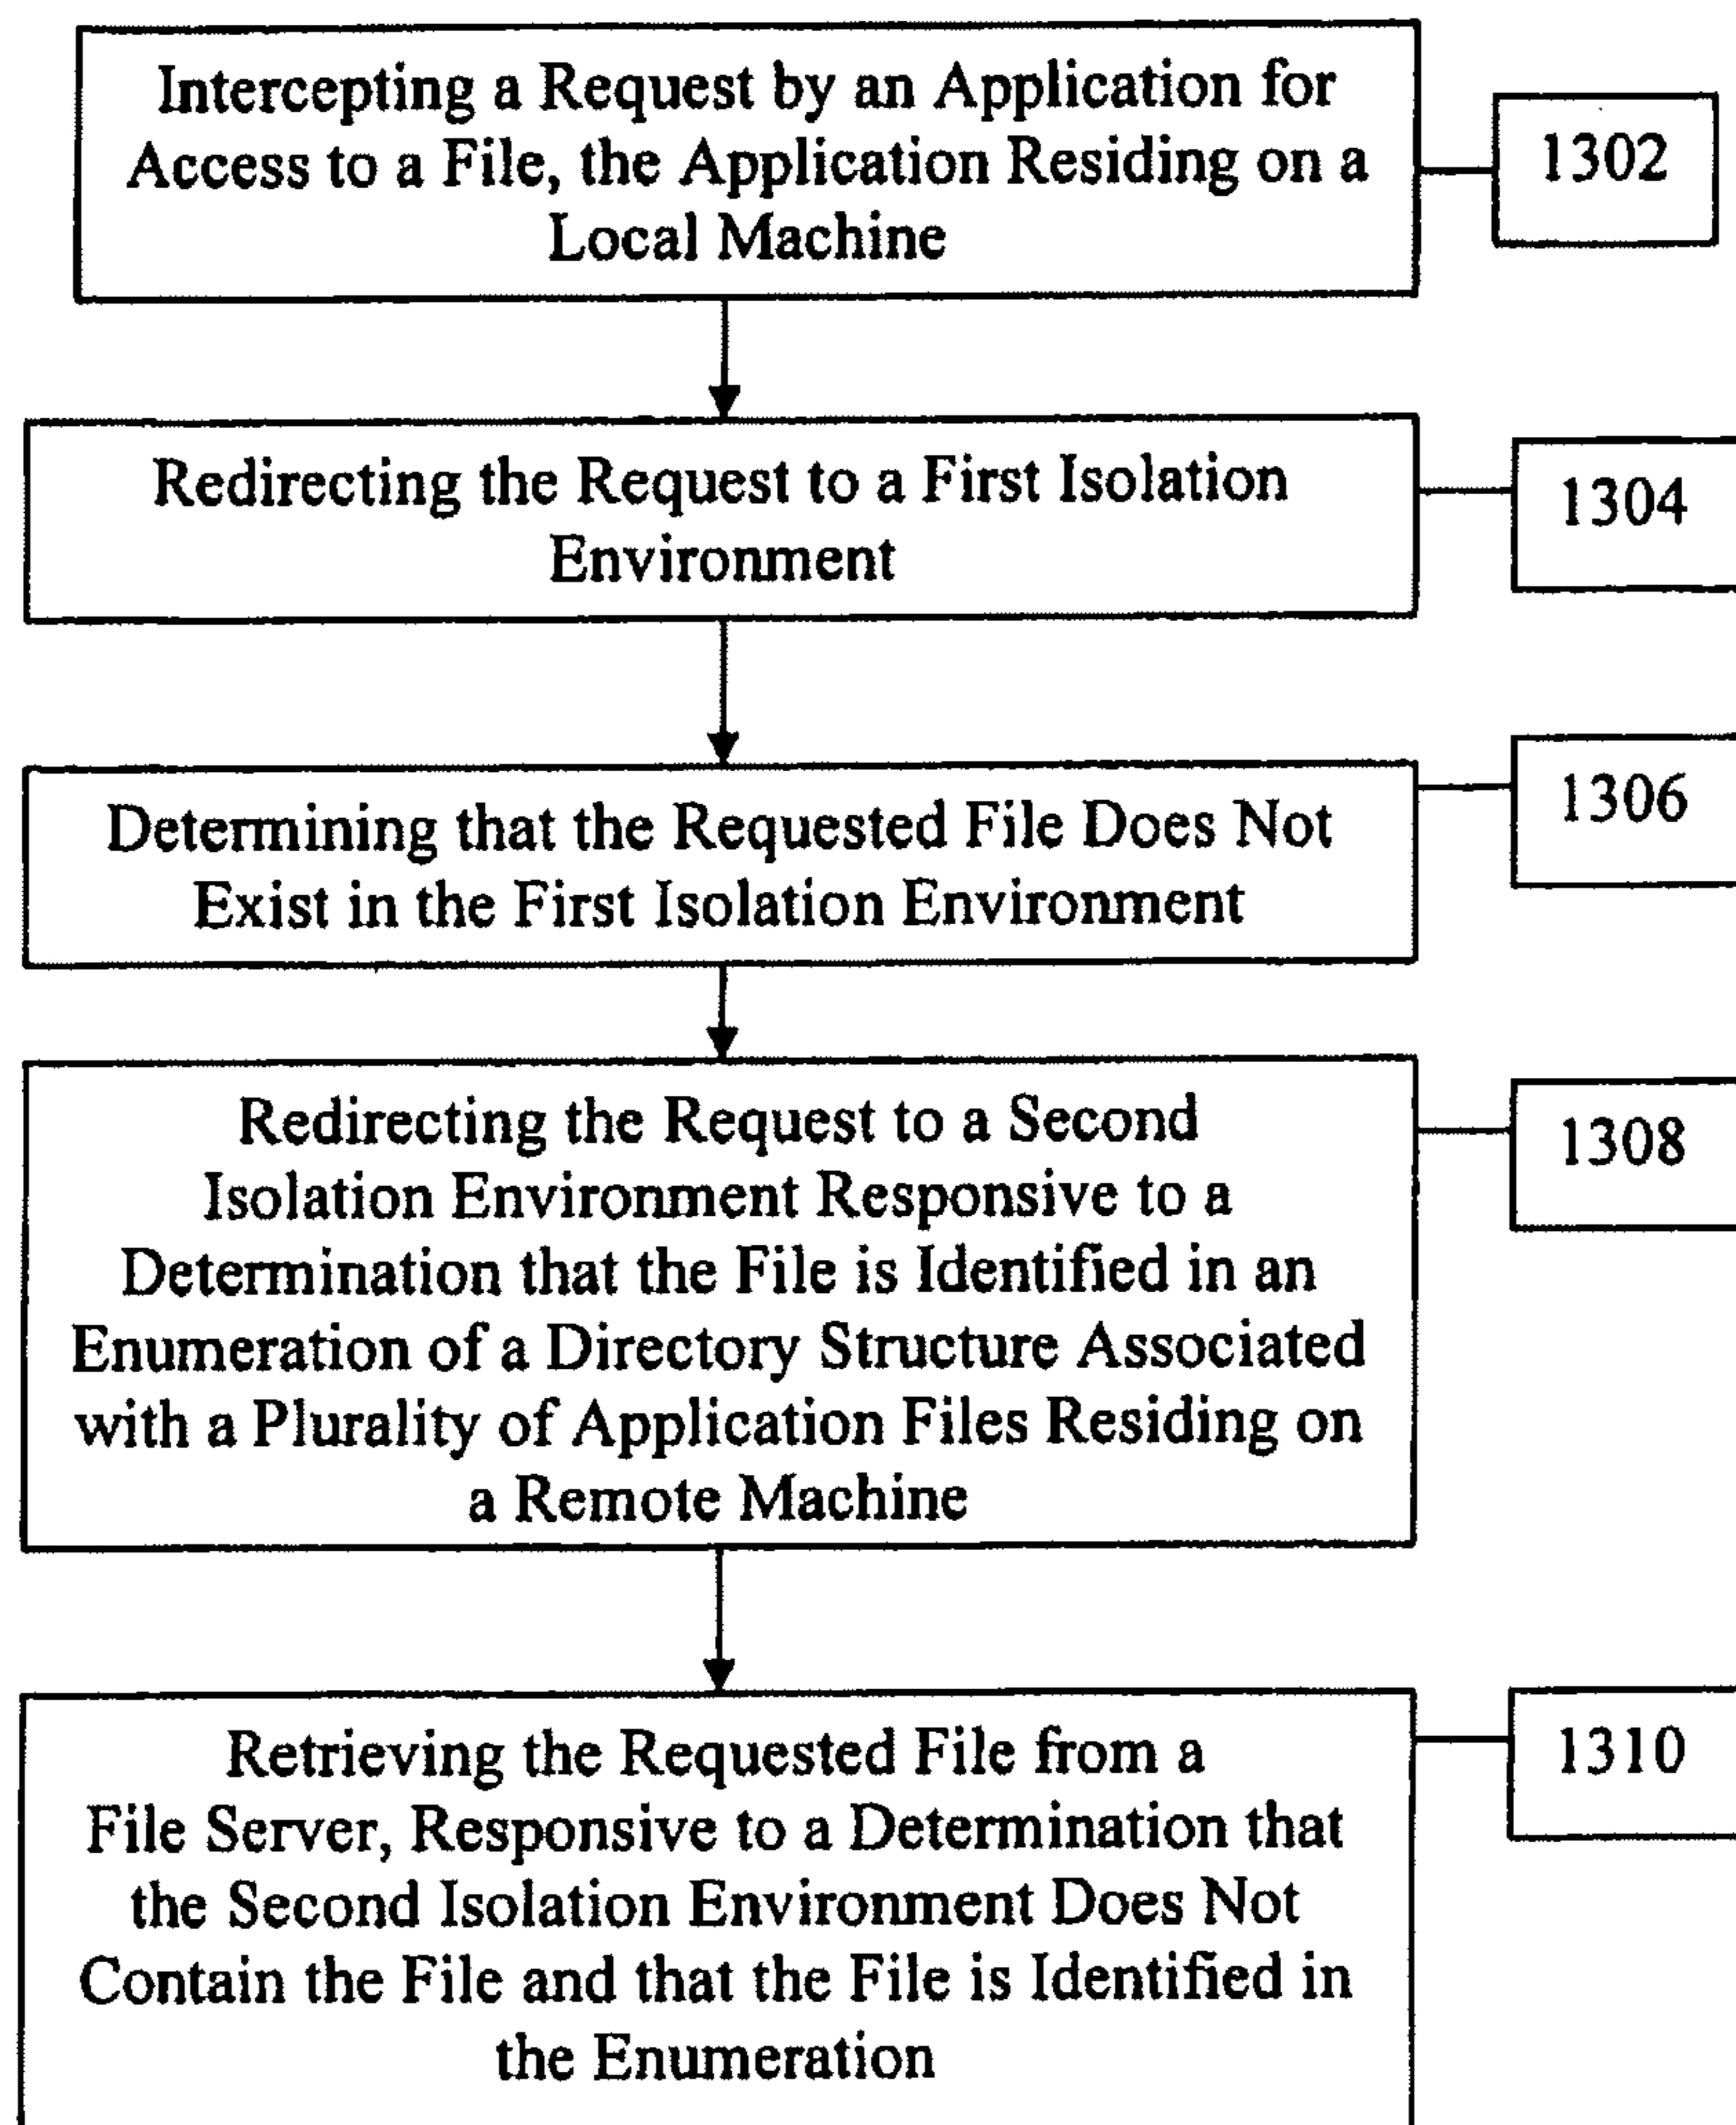 Intercepting a Request by an Application for
Access to a File, the Application Residing on a
Local Machine
1302
Redirecting the Request to a First Isolation
Environment
1304
Determining that the Requested File Does Not
Exist in the First Isolation Environment
1306
Redirecting the Request to a Second
Isolation Environment Responsive to a
Determination that the File is Identified in an
Enumeration of a Directory Structure Associated
with a Plurality of Application Files Residing on
a Remote Machine
1308
Retrieving the Requested File from a
File Server, Responsive to a Determination that
the Second Isolation Environment Does Not
Contain the File and that the File is Identified in
the Enumeration
1310